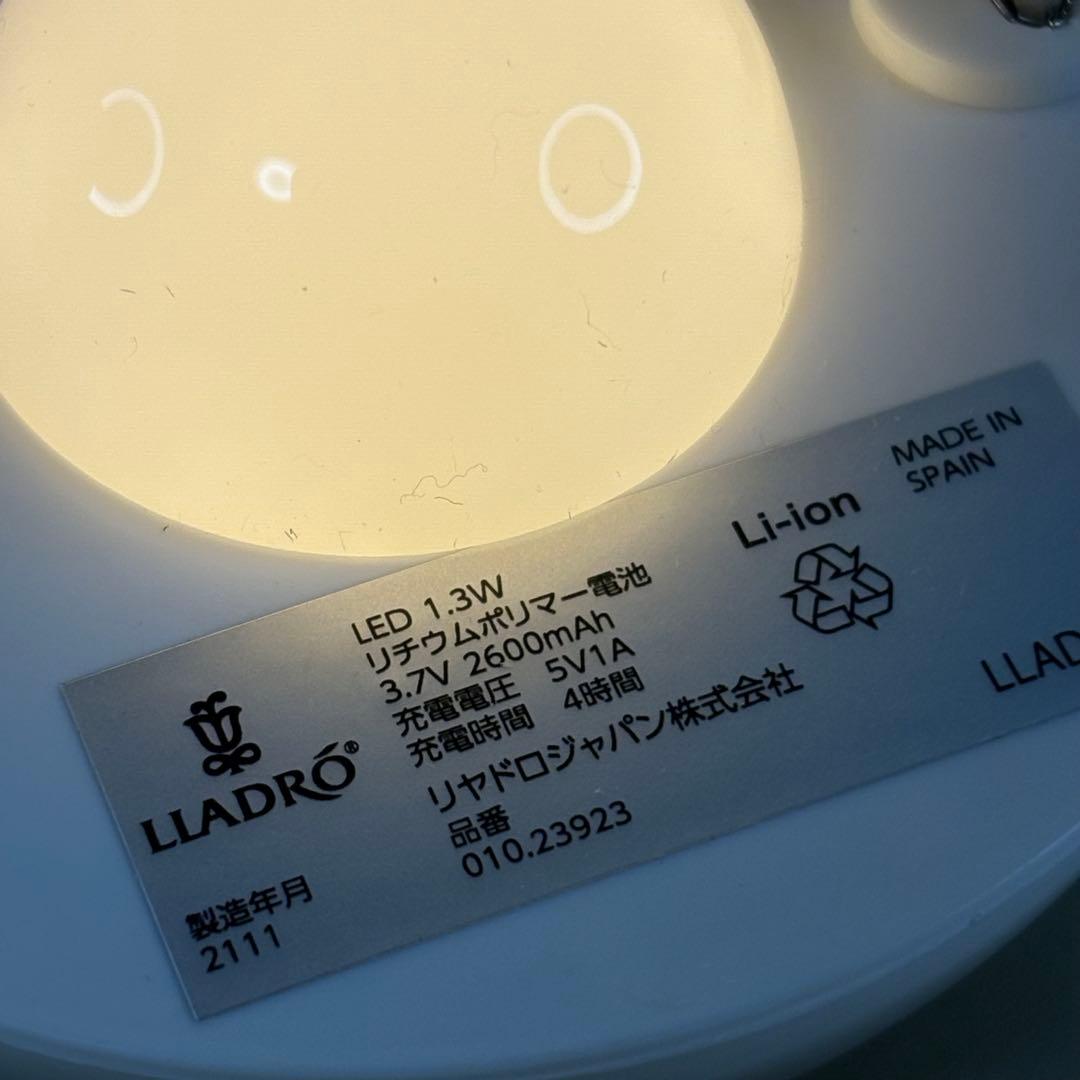 LED 1.3W
リチウムポリマー電池
3.7V 2600mAh
充電電圧 5V1A
充電時間 4時間
リヤドロジャパン株式会社
品番
010.23923
LLADRÓ®
製造年月
2111
Li-ion
MADE IN
SPAIN